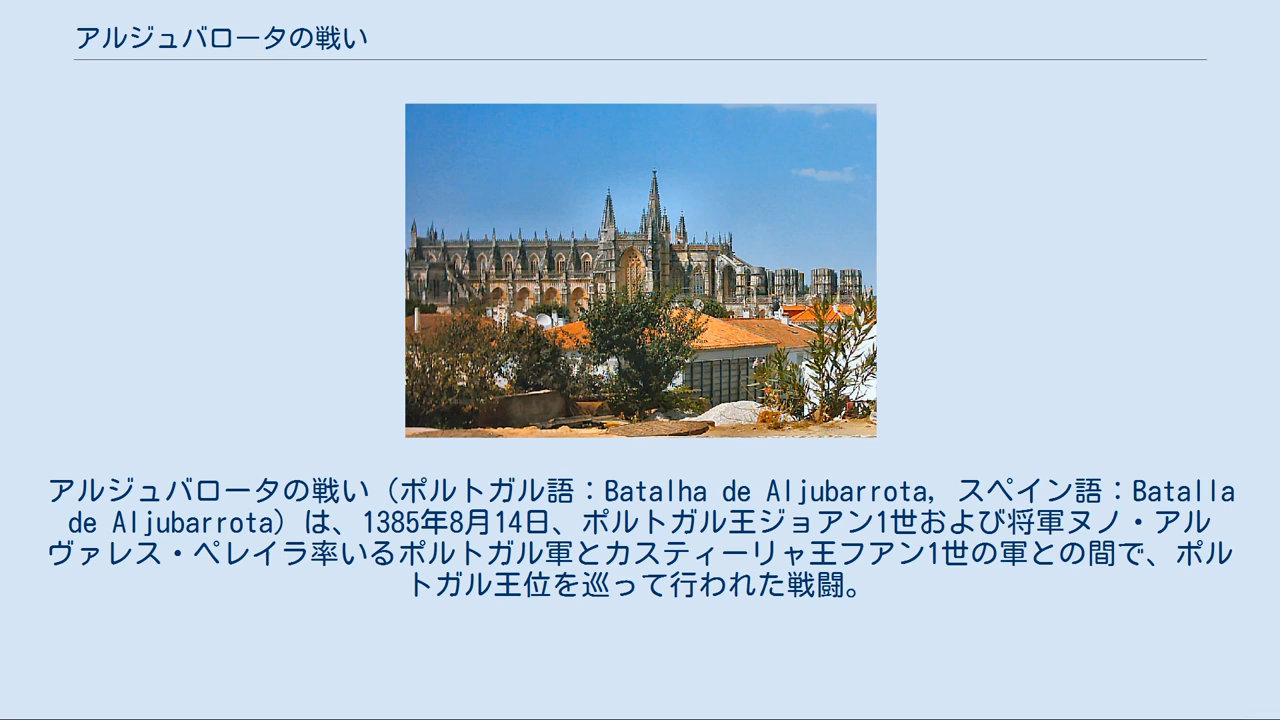 アルジュバロータの戦い
アルジュバロータの戦い（ポルトガル語：Batalha de Aljubarrota, スペイン語：Batalla
de Aljubarrota）は、1385年8月14日、ポルトガル王ジョアン1世および将軍ヌノ・アル
ヴァレス・ペレイラ率いるポルトガル軍とカスティーリャ王フアン1世の軍との間で、ポル
トガル王位を巡って行われた戦闘。